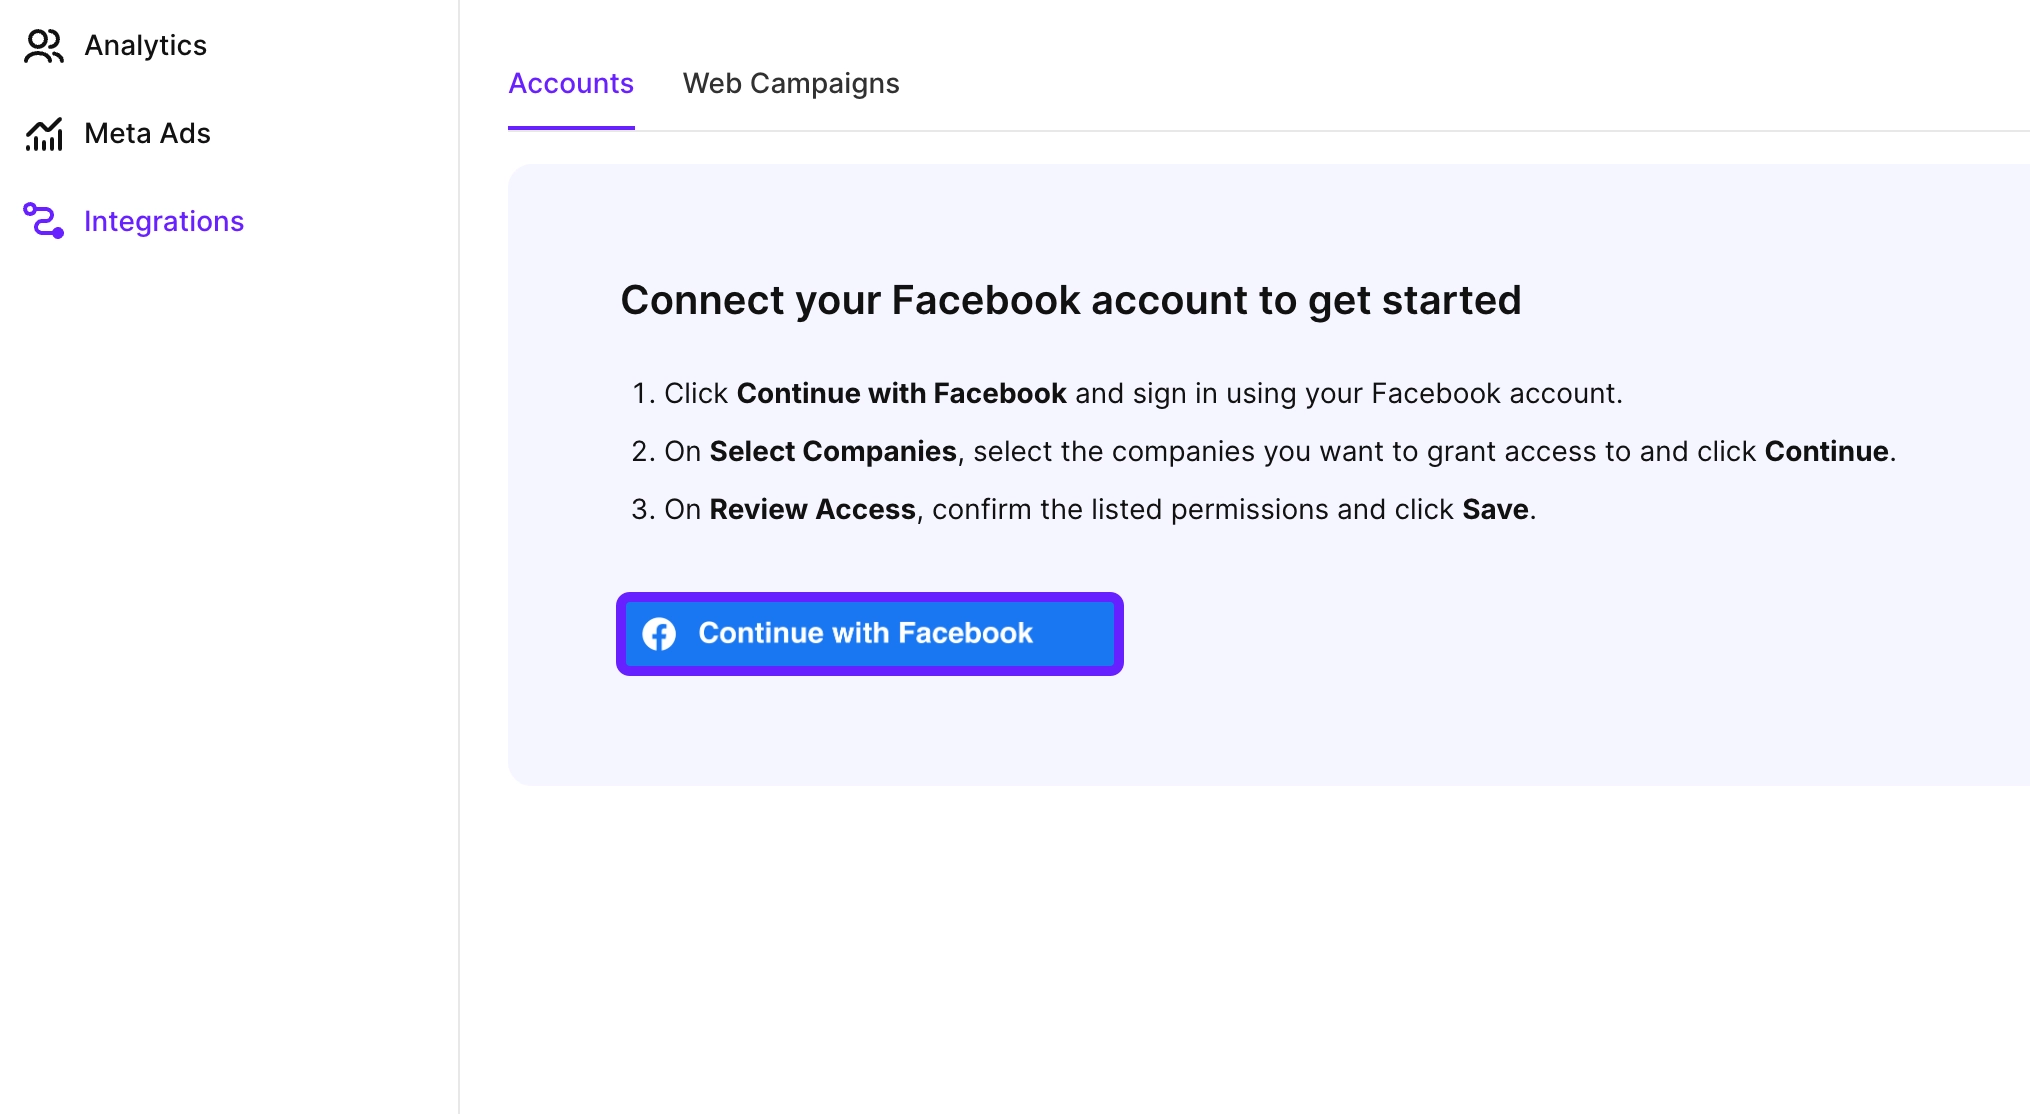 Analytics
Meta Ads
Integrations
Accounts
Web Campaigns
Connect your Facebook account to get started
1. Click Continue with Facebook and sign in using your Facebook account.
2. On Select Companies, select the companies you want to grant access to and click Continue.
3. On Review Access, confirm the listed permissions and click Save.
Continue with Facebook